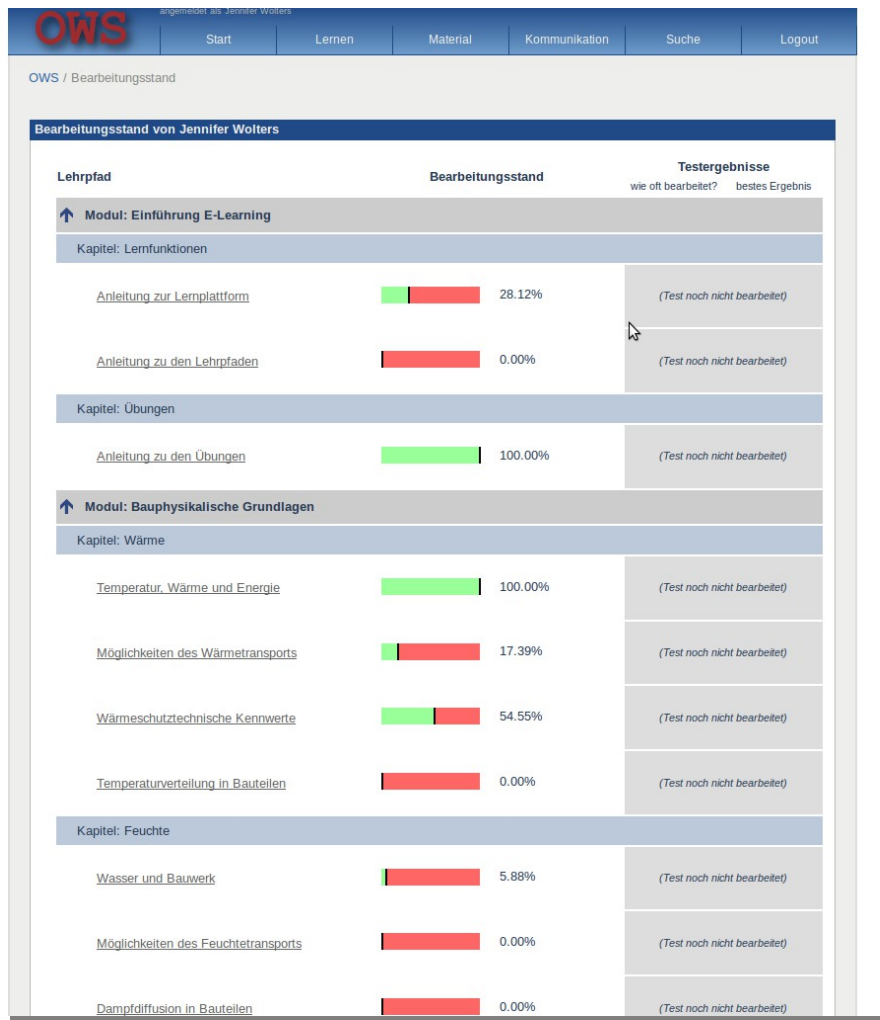 OWS
angemeldet als Jennifer Wolters
Start Lernen Material Kommunikation Suche Logout
OWS / Bearbeitungsstand
Bearbeitungsstand von Jennifer Wolters
Lehrpfad Bearbeitungsstand Testergebnisse
wie oft bearbeitet? bestes Ergebnis
Modul: Einführung E-Learning
Kapitel: Lernfunktionen
Anleitung zur Lernplattform 28.12% (Test noch nicht bearbeitet)
Anleitung zu den Lehrpfaden 0.00% (Test noch nicht bearbeitet)
Kapitel: Übungen
Anleitung zu den Übungen 100.00% (Test noch nicht bearbeitet)
Modul: Bauphysikalische Grundlagen
Kapitel: Wärme
Temperatur, Wärme und Energie 100.00% (Test noch nicht bearbeitet)
Möglichkeiten des Wärmetransports 17.39% (Test noch nicht bearbeitet)
Wärmeschutztechnische Kennwerte 54.55% (Test noch nicht bearbeitet)
Temperaturverteilung in Bauteilen 0.00% (Test noch nicht bearbeitet)
Kapitel: Feuchte
Wasser und Bauwerk 5.88% (Test noch nicht bearbeitet)
Möglichkeiten des Feuchtetransports 0.00% (Test noch nicht bearbeitet)
Dampfdiffusion in Bauteilen 0.00% (Test noch nicht bearbeitet)